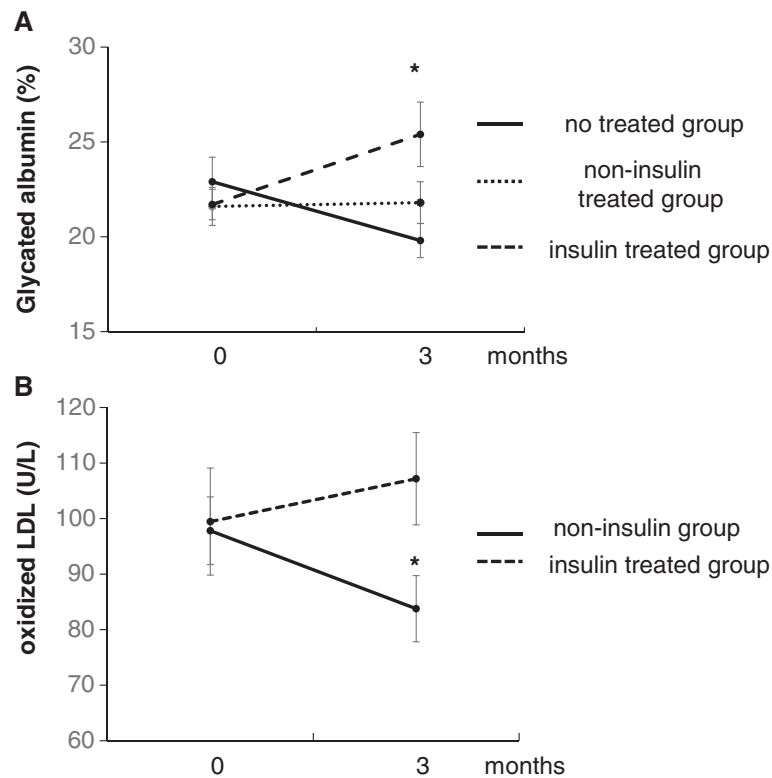 A
Glycated albumin (%)
30
25
20
15
*
0
3
months
no treated group
non-insulin
treated group
insulin treated group
B
oxidized LDL (U/L)
120
110
100
90
80
70
60
*
0
3
months
non-insulin group
insulin treated group